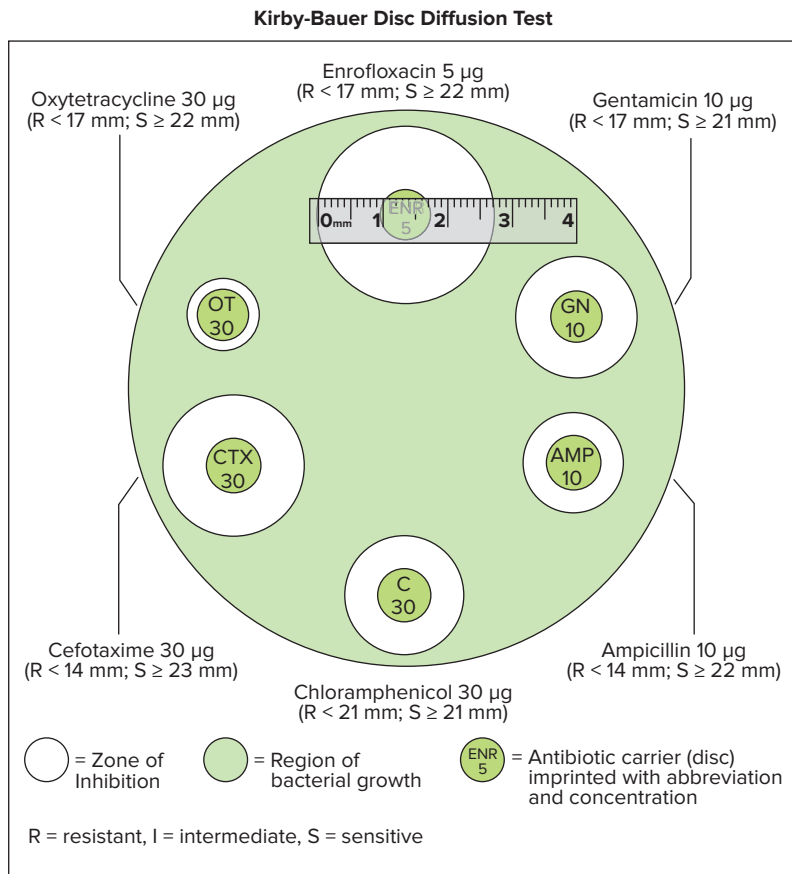 Kirby-Bauer Disc Diffusion Test
Enrofloxacin 5 µg
(R < 17 mm; S ≥ 22 mm)
Oxytetracycline 30 µg
(R < 17 mm; S ≥ 22 mm)
Gentamicin 10 µg
(R < 17 mm; S ≥ 21 mm)
0mm 1 2 3 4
ENR
5
OT
30
GN
10
CTX
30
AMP
10
C
30
Cefotaxime 30 µg
(R < 14 mm; S ≥ 23 mm)
Ampicillin 10 µg
(R < 14 mm; S ≥ 22 mm)
Chloramphenicol 30 µg
(R < 21 mm; S ≥ 21 mm)
= Zone of
Inhibition
= Region of
bacterial growth
ENR
5
= Antibiotic carrier (disc)
imprinted with abbreviation
and concentration
R = resistant, I = intermediate, S = sensitive